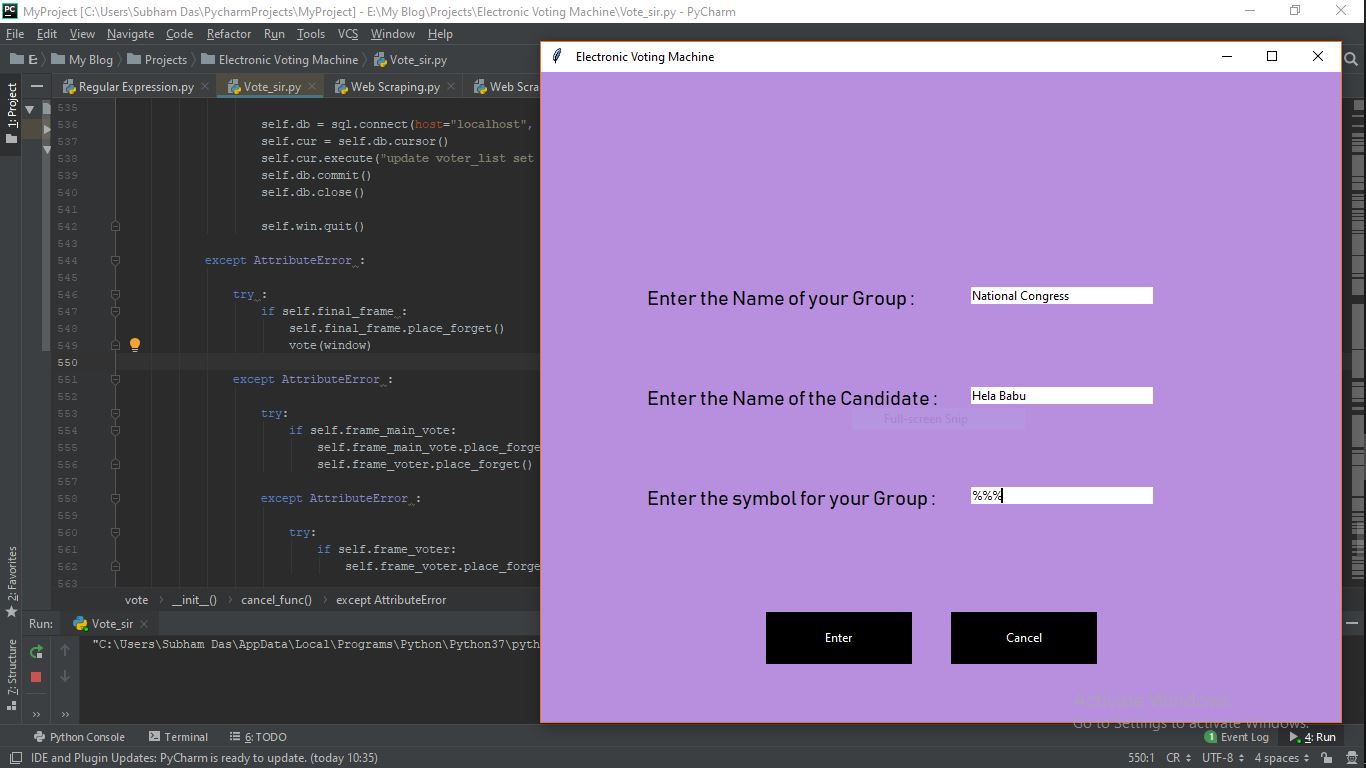 MyProject [C:\Users\Subham Das\PycharmProjects\MyProject] - E:\My Blog\Projects\Electronic Voting Machine\Vote_sir.py - PyCharm
File Edit View Navigate Code Refactor Run Tools VCS Window Help
E: My Blog Projects Electronic Voting Machine Vote_sir.py
Regular Expression.py Vote_sir.py Web Scraping.py Web Scra
1: Project
2: Favorites
7: Structure
535
536 self.db = sql.connect(host="localhost",
537 self.cur = self.db.cursor()
538 self.cur.execute("update voter_list set
539 self.db.commit()
540 self.db.close()
541
542 self.win.quit()
543
544 except AttributeError :
545
546 try :
547 if self.final_frame :
548 self.final_frame.place_forget()
549 vote(window)
550
551 except AttributeError :
552
553 try:
554 if self.frame_main_vote:
555 self.frame_main_vote.place_forge
556 self.frame_voter.place_forget()
557
558 except AttributeError :
559
560 try:
561 if self.frame_voter:
562 self.frame_voter.place_forge
563
vote __init__() cancel_func() except AttributeError
Run: Vote_sir
"C:\Users\Subham Das\AppData\Local\Programs\Python\Python37\pyth
Electronic Voting Machine
Enter the Name of your Group : National Congress
Enter the Name of the Candidate : Hela Babu
Full-screen Snip
Enter the symbol for your Group : %%%
Enter Cancel
Activate Windows
Go to Settings to activate Windows.
Python Console Terminal 6: TODO 1 Event Log 4: Run
IDE and Plugin Updates: PyCharm is ready to update. (today 10:35) 550:1 CR UTF-8 4 spaces